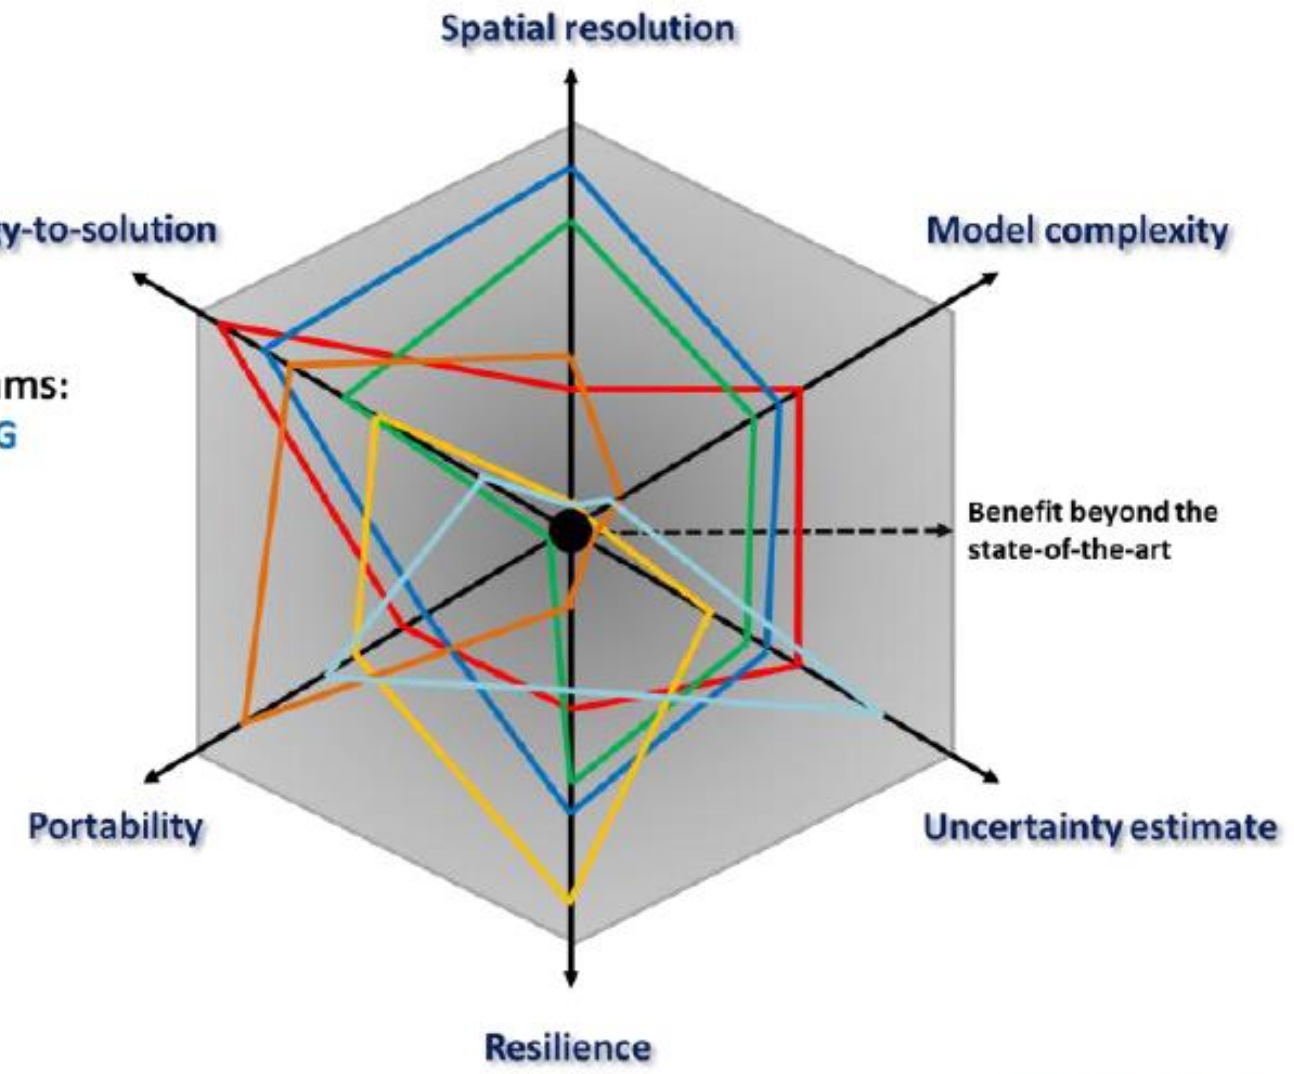 Spatial resolution
y-to-solution
Model complexity
ms:
G
Benefit beyond the
state-of-the-art
Portability
Uncertainty estimate
Resilience